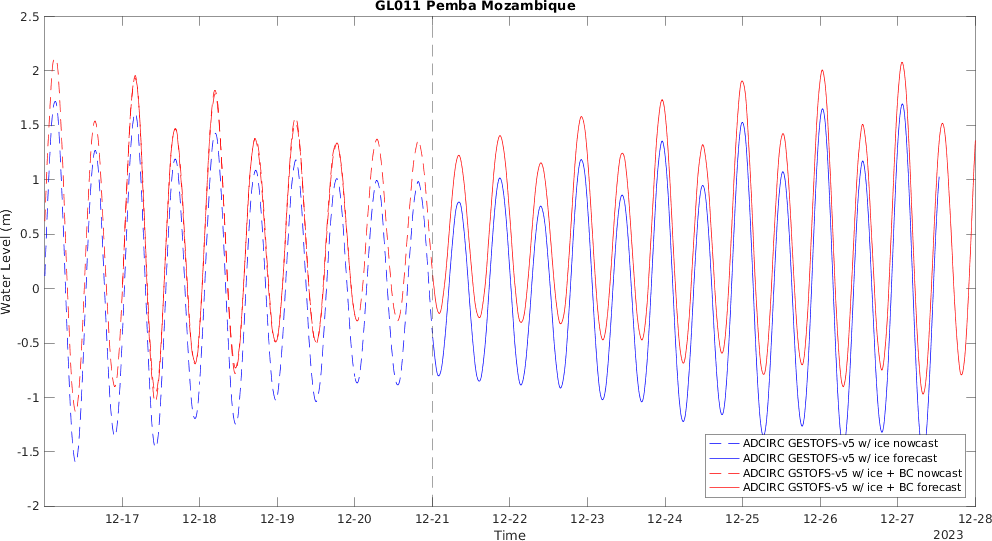 GL011 Pemba Mozambique
2.5
2
1.5
1
0.5
0
-0.5
-1
-1.5
-2
Water Level (m)
12-17 12-18 12-19 12-20 12-21 12-22 12-23 12-24 12-25 12-26 12-27 12-28
Time
2023
ADCIRC GESTOFS-v5 w/ ice nowcast
ADCIRC GESTOFS-v5 w/ ice forecast
ADCIRC GSTOFS-v5 w/ ice + BC nowcast
ADCIRC GSTOFS-v5 w/ ice + BC forecast